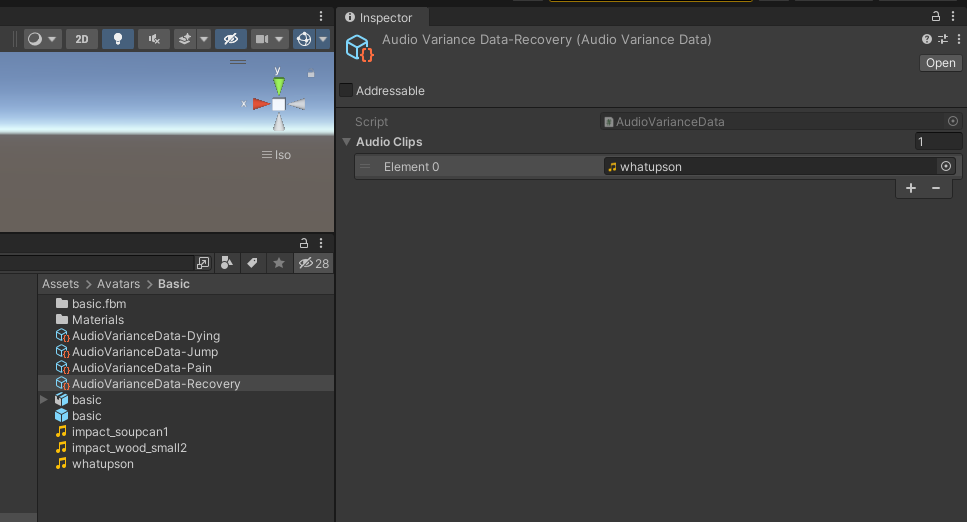 Inspector
2D
Audio Variance Data-Recovery (Audio Variance Data)
Open
y
x
Iso
Addressable
Script
AudioVarianceData
Audio Clips
1
Element 0
whatupson
28
Assets > Avatars > Basic
basic.fbm
Materials
AudioVarianceData-Dying
AudioVarianceData-Jump
AudioVarianceData-Pain
AudioVarianceData-Recovery
basic
basic
impact_soupcan1
impact_wood_small2
whatupson